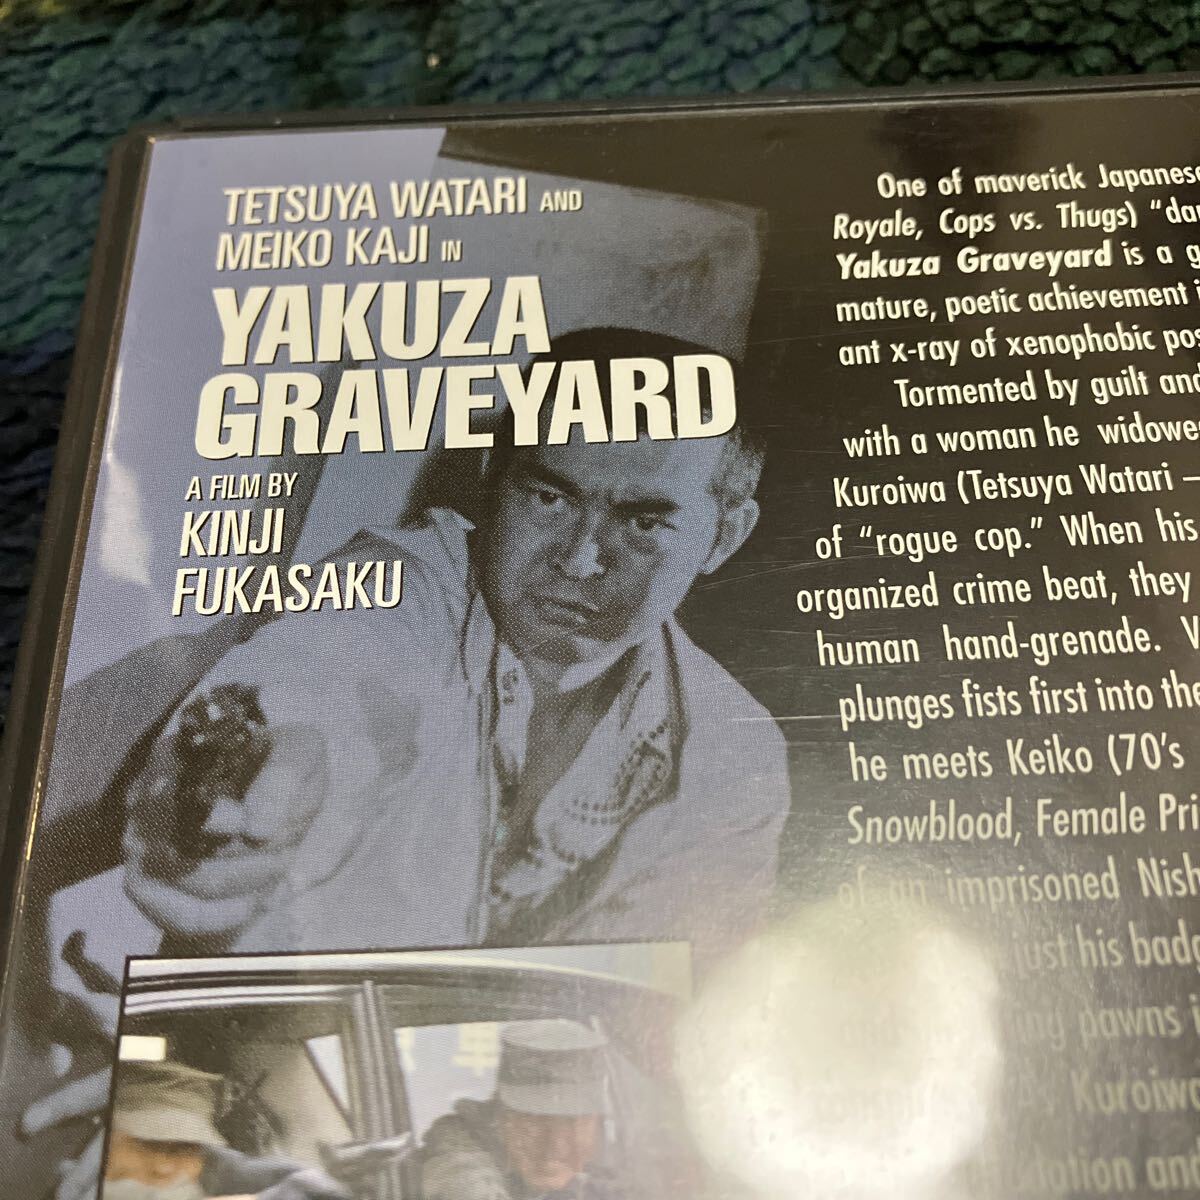 TETSUYA WATARI AND
MEIKO KAJI IN
YAKUZA
GRAVEYARD
A FILM BY
KINJI
FUKASAKU
One of maverick Japanese
Royale, Cops vs. Thugs) "da
Yakuza Graveyard is a g
mature, poetic achievement i
ant x-ray of xenophobic pos
Tormented by guilt and
with a woman he widowe
Kuroiwa (Tetsuya Watari –
of "rogue cop." When his
organized crime beat, they
human hand-grenade. V
plunges fists first into the
he meets Keiko (70's
Snowblood, Female Pri
of an imprisoned Nish
just his badg
pawns i
Kuroiwa